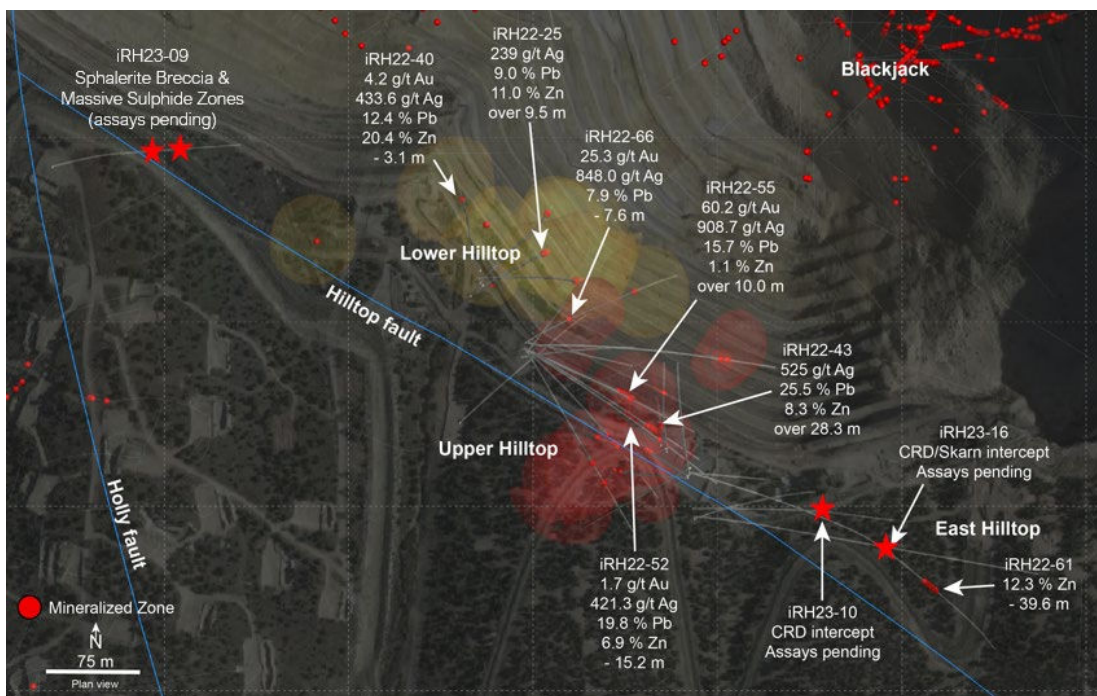 iRH23-09
Sphalerite Breccia &
Massive Sulphide Zones
(assays pending)
iRH22-40
4.2 g/t Au
433.6 g/t Ag
12.4 % Pb
20.4 % Zn
- 3.1 m
iRH22-25
239 g/t Ag
9.0 % Pb
11.0 % Zn
over 9.5 m
iRH22-66
25.3 g/t Au
848.0 g/t Ag
7.9 % Pb
- 7.6 m
iRH22-55
60.2 g/t Au
908.7 g/t Ag
15.7 % Pb
1.1 % Zn
over 10.0 m
Blackjack
Lower Hilltop
Hilltop fault
iRH22-43
525 g/t Ag
25.5 % Pb
8.3 % Zn
over 28.3 m
Upper Hilltop
iRH23-16
CRD/Skarn intercept
Assays pending
Holly fault
East Hilltop
iRH22-52
1.7 g/t Au
421.3 g/t Ag
19.8 % Pb
6.9 % Zn
- 15.2 m
iRH22-61
12.3 % Zn
- 39.6 m
iRH23-10
CRD intercept
Assays pending
Mineralized Zone
N
75 m
Plan view